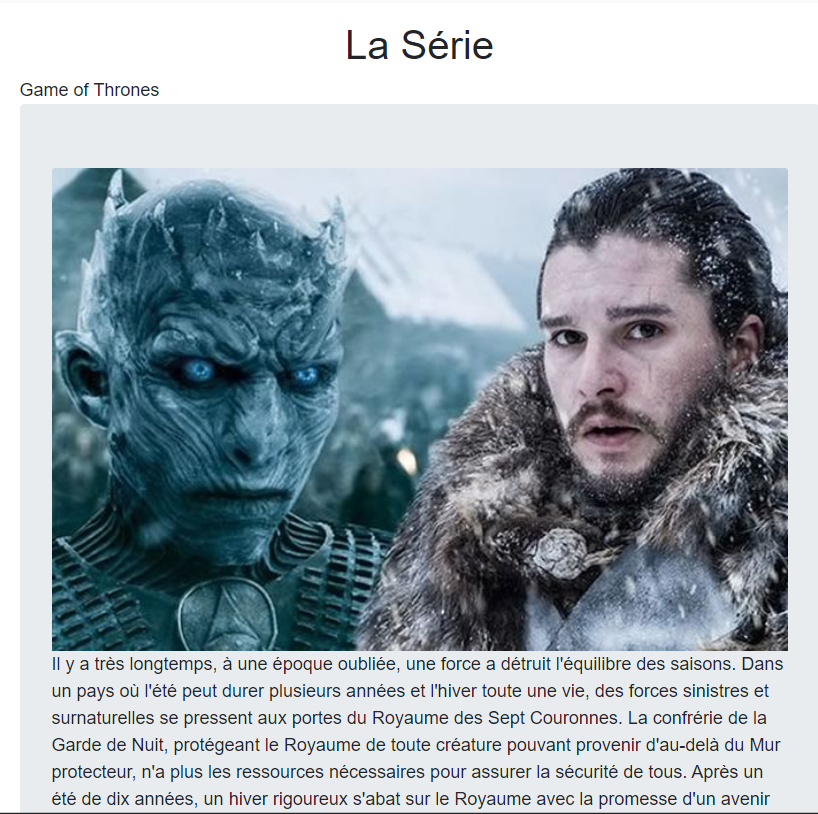 La Série
Game of Thrones
Il y a très longtemps, à une époque oubliée, une force a détruit l'équilibre des saisons. Dans
un pays où l'été peut durer plusieurs années et l'hiver toute une vie, des forces sinistres et
surnaturelles se pressent aux portes du Royaume des Sept Couronnes. La confrérie de la
Garde de Nuit, protégeant le Royaume de toute créature pouvant provenir d'au-delà du Mur
protecteur, n'a plus les ressources nécessaires pour assurer la sécurité de tous. Après un
été de dix années, un hiver rigoureux s'abat sur le Royaume avec la promesse d'un avenir